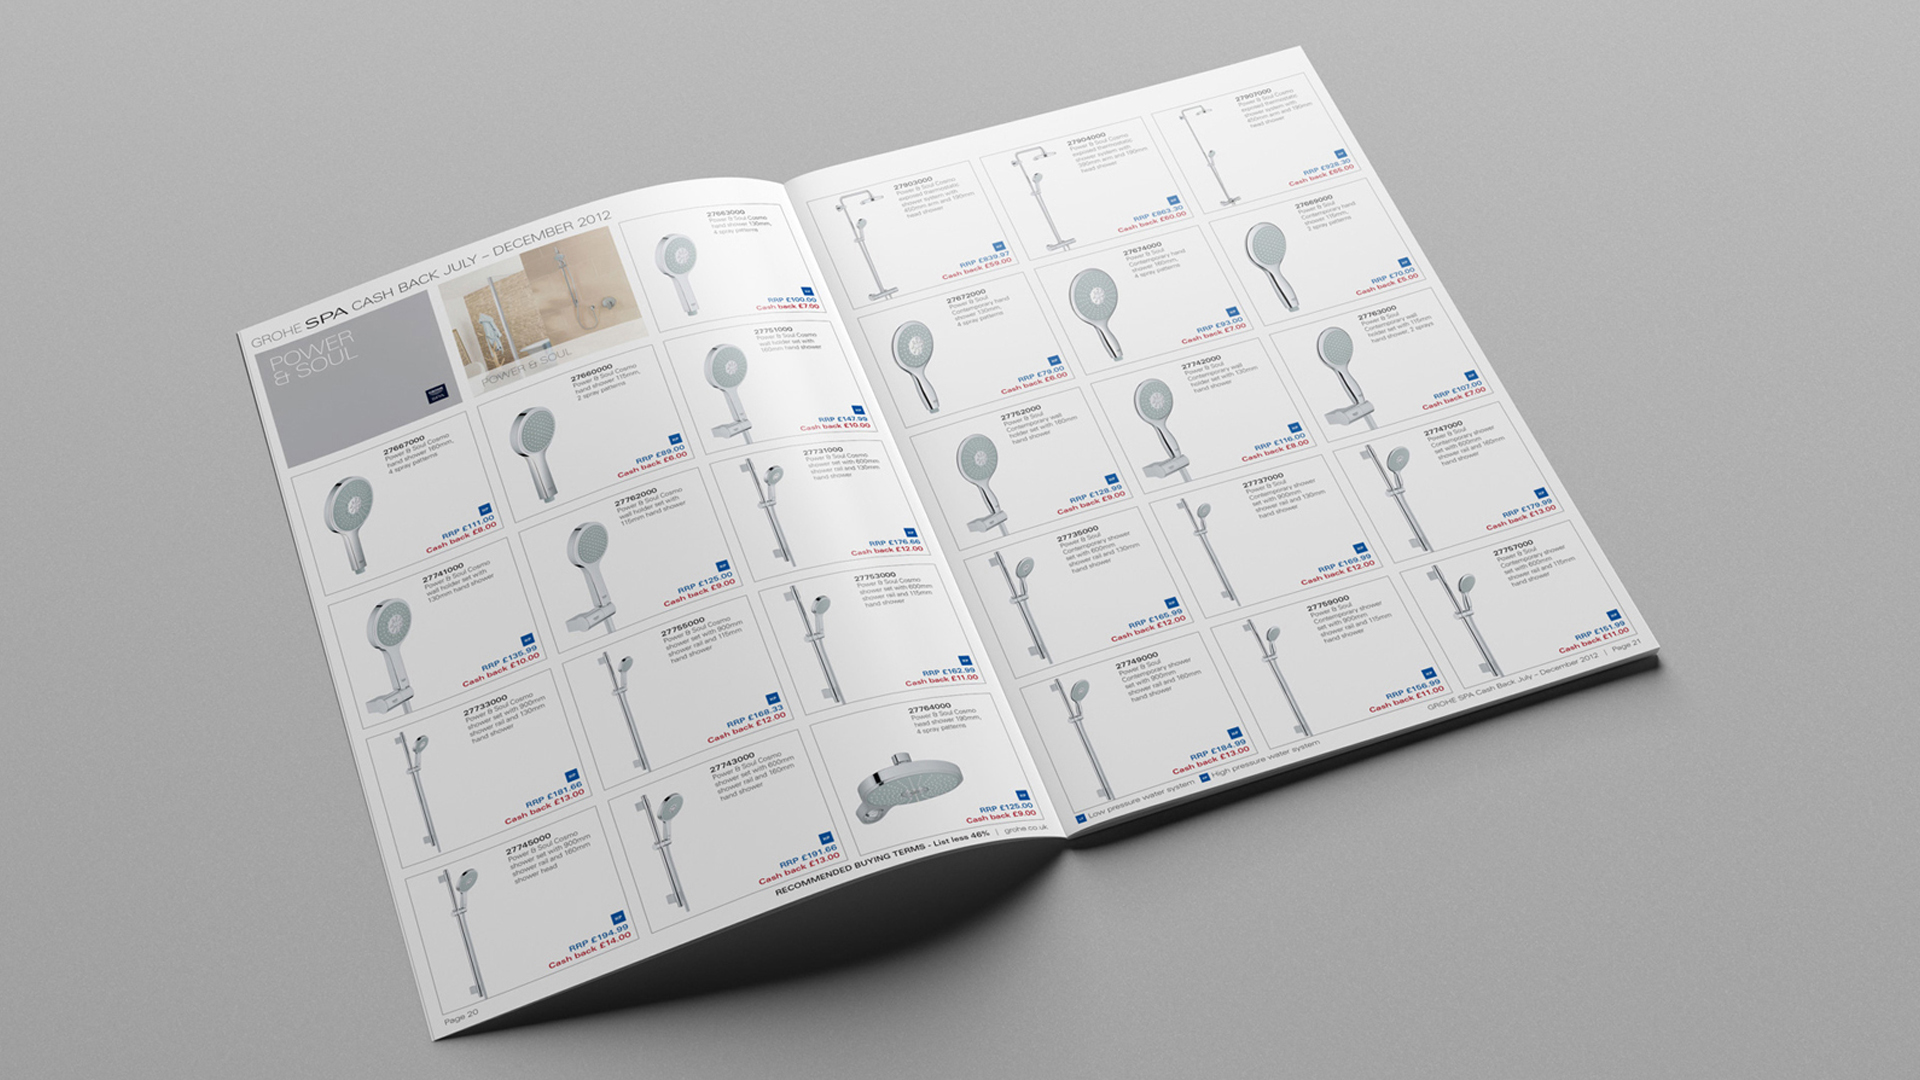 GROHE SPA CASH BACK JULY – DECEMBER 2012
POWER
& SOUL
POWER & SOUL
27663000
Power & Soul Cosmo
hand shower 130mm,
4 spray patterns
RRP £100.00
Cash back £7.00
27667000
Power & Soul Cosmo
hand shower 160mm,
4 spray patterns
RRP £111.00
Cash back £8.00
27660000
Power & Soul Cosmo
hand shower 115mm,
2 spray patterns
RRP £89.00
Cash back £6.00
27751000
Power & Soul Cosmo
wall holder set with
160mm hand shower
RRP £147.99
Cash back £10.00
27741000
Power & Soul Cosmo
wall holder set with
130mm hand shower
RRP £135.99
Cash back £10.00
27762000
Power & Soul Cosmo
wall holder set with
115mm hand shower
RRP £125.00
Cash back £9.00
27731000
Power & Soul Cosmo
shower set with 600mm
shower rail and 130mm
hand shower
RRP £176.66
Cash back £12.00
27733000
Power & Soul Cosmo
shower set with 900mm
shower rail and 130mm
hand shower
RRP £181.66
Cash back £13.00
27755000
Power & Soul Cosmo
shower set with 900mm
shower rail and 115mm
hand shower
RRP £168.33
Cash back £12.00
27753000
Power & Soul Cosmo
shower set with 600mm
shower rail and 115mm
hand shower
RRP £162.99
Cash back £11.00
27745000
Power & Soul Cosmo
shower set with 900mm
shower rail and 160mm
shower head
RRP £194.99
Cash back £14.00
27743000
Power & Soul Cosmo
shower set with 600mm
shower rail and 160mm
hand shower
RRP £191.66
Cash back £13.00
27764000
Power & Soul Cosmo
head shower 190mm,
4 spray patterns
RRP £125.00
Cash back £9.00
Page 20
RECOMMENDED BUYING TERMS - List less 46% | grohe.co.uk
27903000
Power & Soul Cosmo
exposed thermostatic
shower system with
450mm arm and 190mm
head shower
RRP £839.97
Cash back £59.00
27904000
Power & Soul Cosmo
exposed thermostatic
shower system with
390mm arm and 190mm
head shower
RRP £863.30
Cash back £60.00
27907000
Power & Soul Cosmo
exposed thermostatic
shower system with
450mm arm and 190mm
head shower
RRP £928.30
Cash back £65.00
27672000
Power & Soul
Contemporary hand
shower 130mm,
4 spray patterns
RRP £79.00
Cash back £6.00
27674000
Power & Soul
Contemporary hand
shower 160mm,
4 spray patterns
RRP £93.00
Cash back £7.00
27669000
Power & Soul
Contemporary hand
shower 115mm,
2 spray patterns
RRP £70.00
Cash back £5.00
27752000
Power & Soul
Contemporary wall
holder set with 160mm
hand shower
RRP £128.99
Cash back £9.00
27742000
Power & Soul
Contemporary wall
holder set with 130mm
hand shower
RRP £116.00
Cash back £8.00
27763000
Power & Soul
Contemporary wall
holder set with 115mm
hand shower, 2 sprays
RRP £107.00
Cash back £7.00
27735000
Power & Soul
Contemporary shower
set with 600mm
shower rail and 130mm
hand shower
RRP £165.99
Cash back £12.00
27737000
Power & Soul
Contemporary shower
set with 900mm
shower rail and 130mm
hand shower
RRP £169.99
Cash back £12.00
27747000
Power & Soul
Contemporary shower
set with 600mm
shower rail and 160mm
hand shower
RRP £179.99
Cash back £13.00
27749000
Power & Soul
Contemporary shower
set with 900mm
shower rail and 160mm
hand shower
RRP £184.99
Cash back £13.00
27759000
Power & Soul
Contemporary shower
set with 900mm
shower rail and 115mm
hand shower
RRP £156.99
Cash back £11.00
27757000
Power & Soul
Contemporary shower
set with 600mm
shower rail and 115mm
hand shower
RRP £151.99
Cash back £11.00
Low pressure water system High pressure water system
GROHE SPA Cash Back July – December 2012 | Page 21